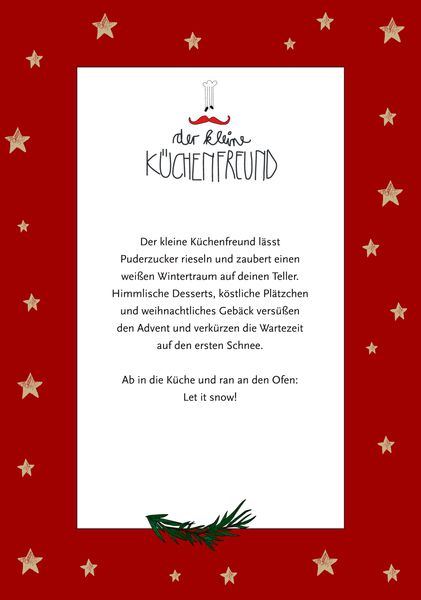 der kleine
KÜCHENFREUND
Der kleine Küchenfreund lässt
Puderzucker rieseln und zaubert einen
weißen Wintertraum auf deinen Teller.
Himmlische Desserts, köstliche Plätzchen
und weihnachtliches Gebäck versüßen
den Advent und verkürzen die Wartezeit
auf den ersten Schnee.
Ab in die Küche und ran an den Ofen:
Let it snow!